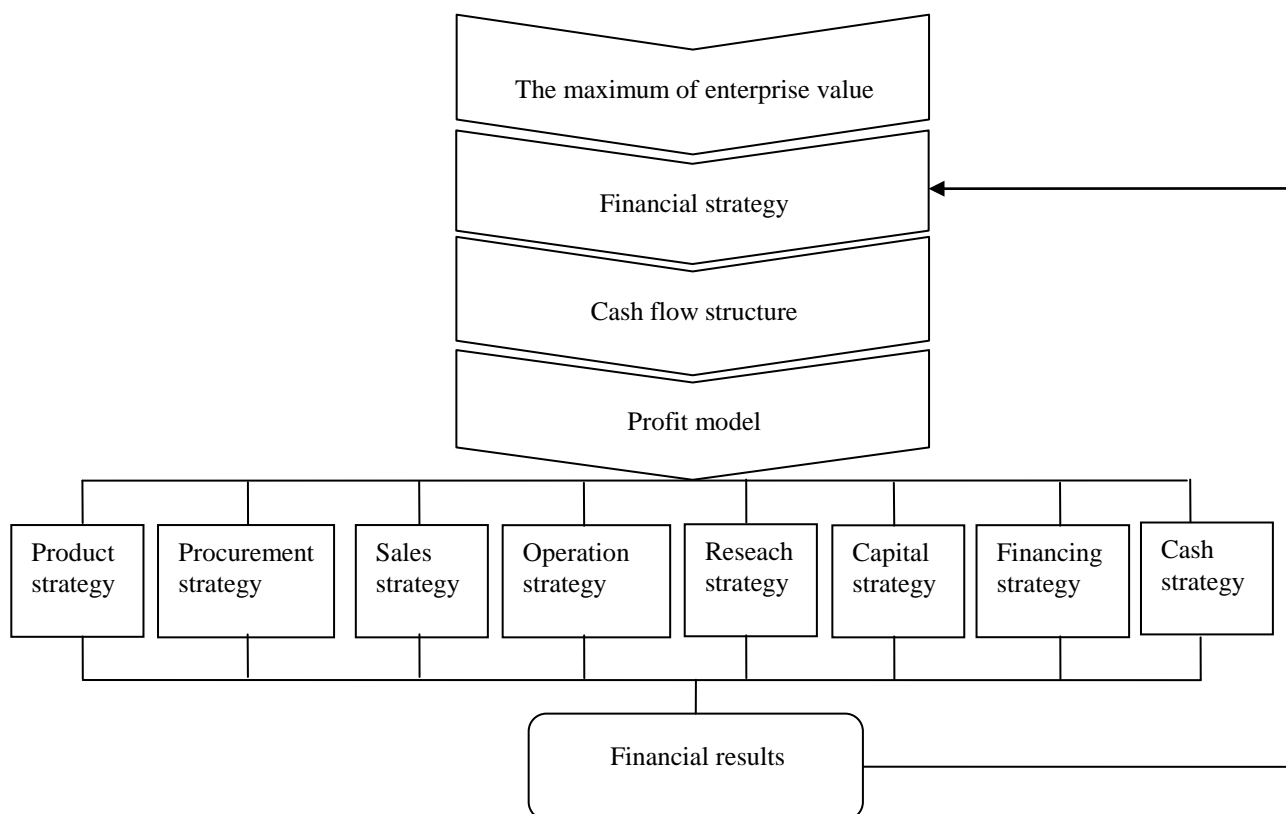 The maximum of enterprise value
Financial strategy
Cash flow structure
Profit model
Product
strategy
Procurement
strategy
Sales
strategy
Operation
strategy
Reseach
strategy
Capital
strategy
Financing
strategy
Cash
strategy
Financial results